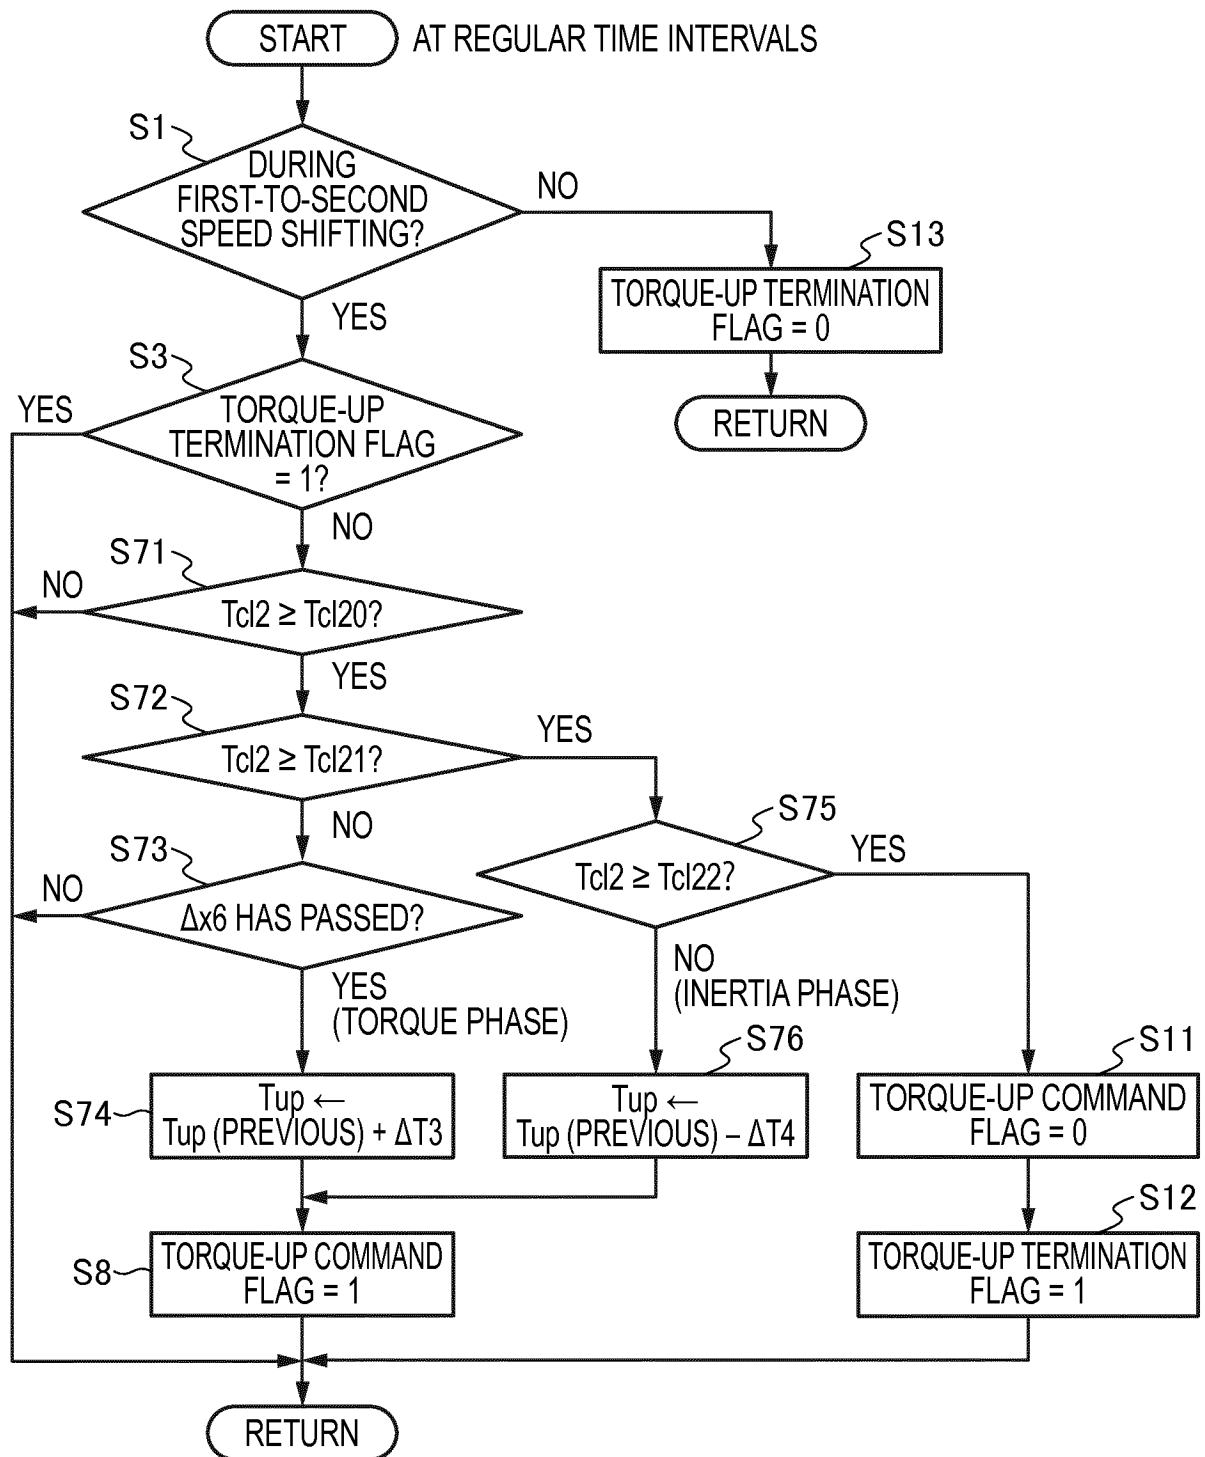 START
AT REGULAR TIME INTERVALS
S1
DURING
FIRST-TO-SECOND
SPEED SHIFTING?
NO
YES
S13
TORQUE-UP TERMINATION
FLAG = 0
RETURN
S3
YES
TORQUE-UP
TERMINATION FLAG
= 1?
NO
S71
NO
Tcl2 ≥ Tcl20?
YES
S72
YES
Tcl2 ≥ Tcl21?
NO
S73
NO
Δx6 HAS PASSED?
YES
(TORQUE PHASE)
S75
YES
Tcl2 ≥ Tcl22?
NO
(INERTIA PHASE)
S74
Tup ←
Tup (PREVIOUS) + ΔT3
S76
Tup ←
Tup (PREVIOUS) – ΔT4
S11
TORQUE-UP COMMAND
FLAG = 0
S8
TORQUE-UP COMMAND
FLAG = 1
S12
TORQUE-UP TERMINATION
FLAG = 1
RETURN